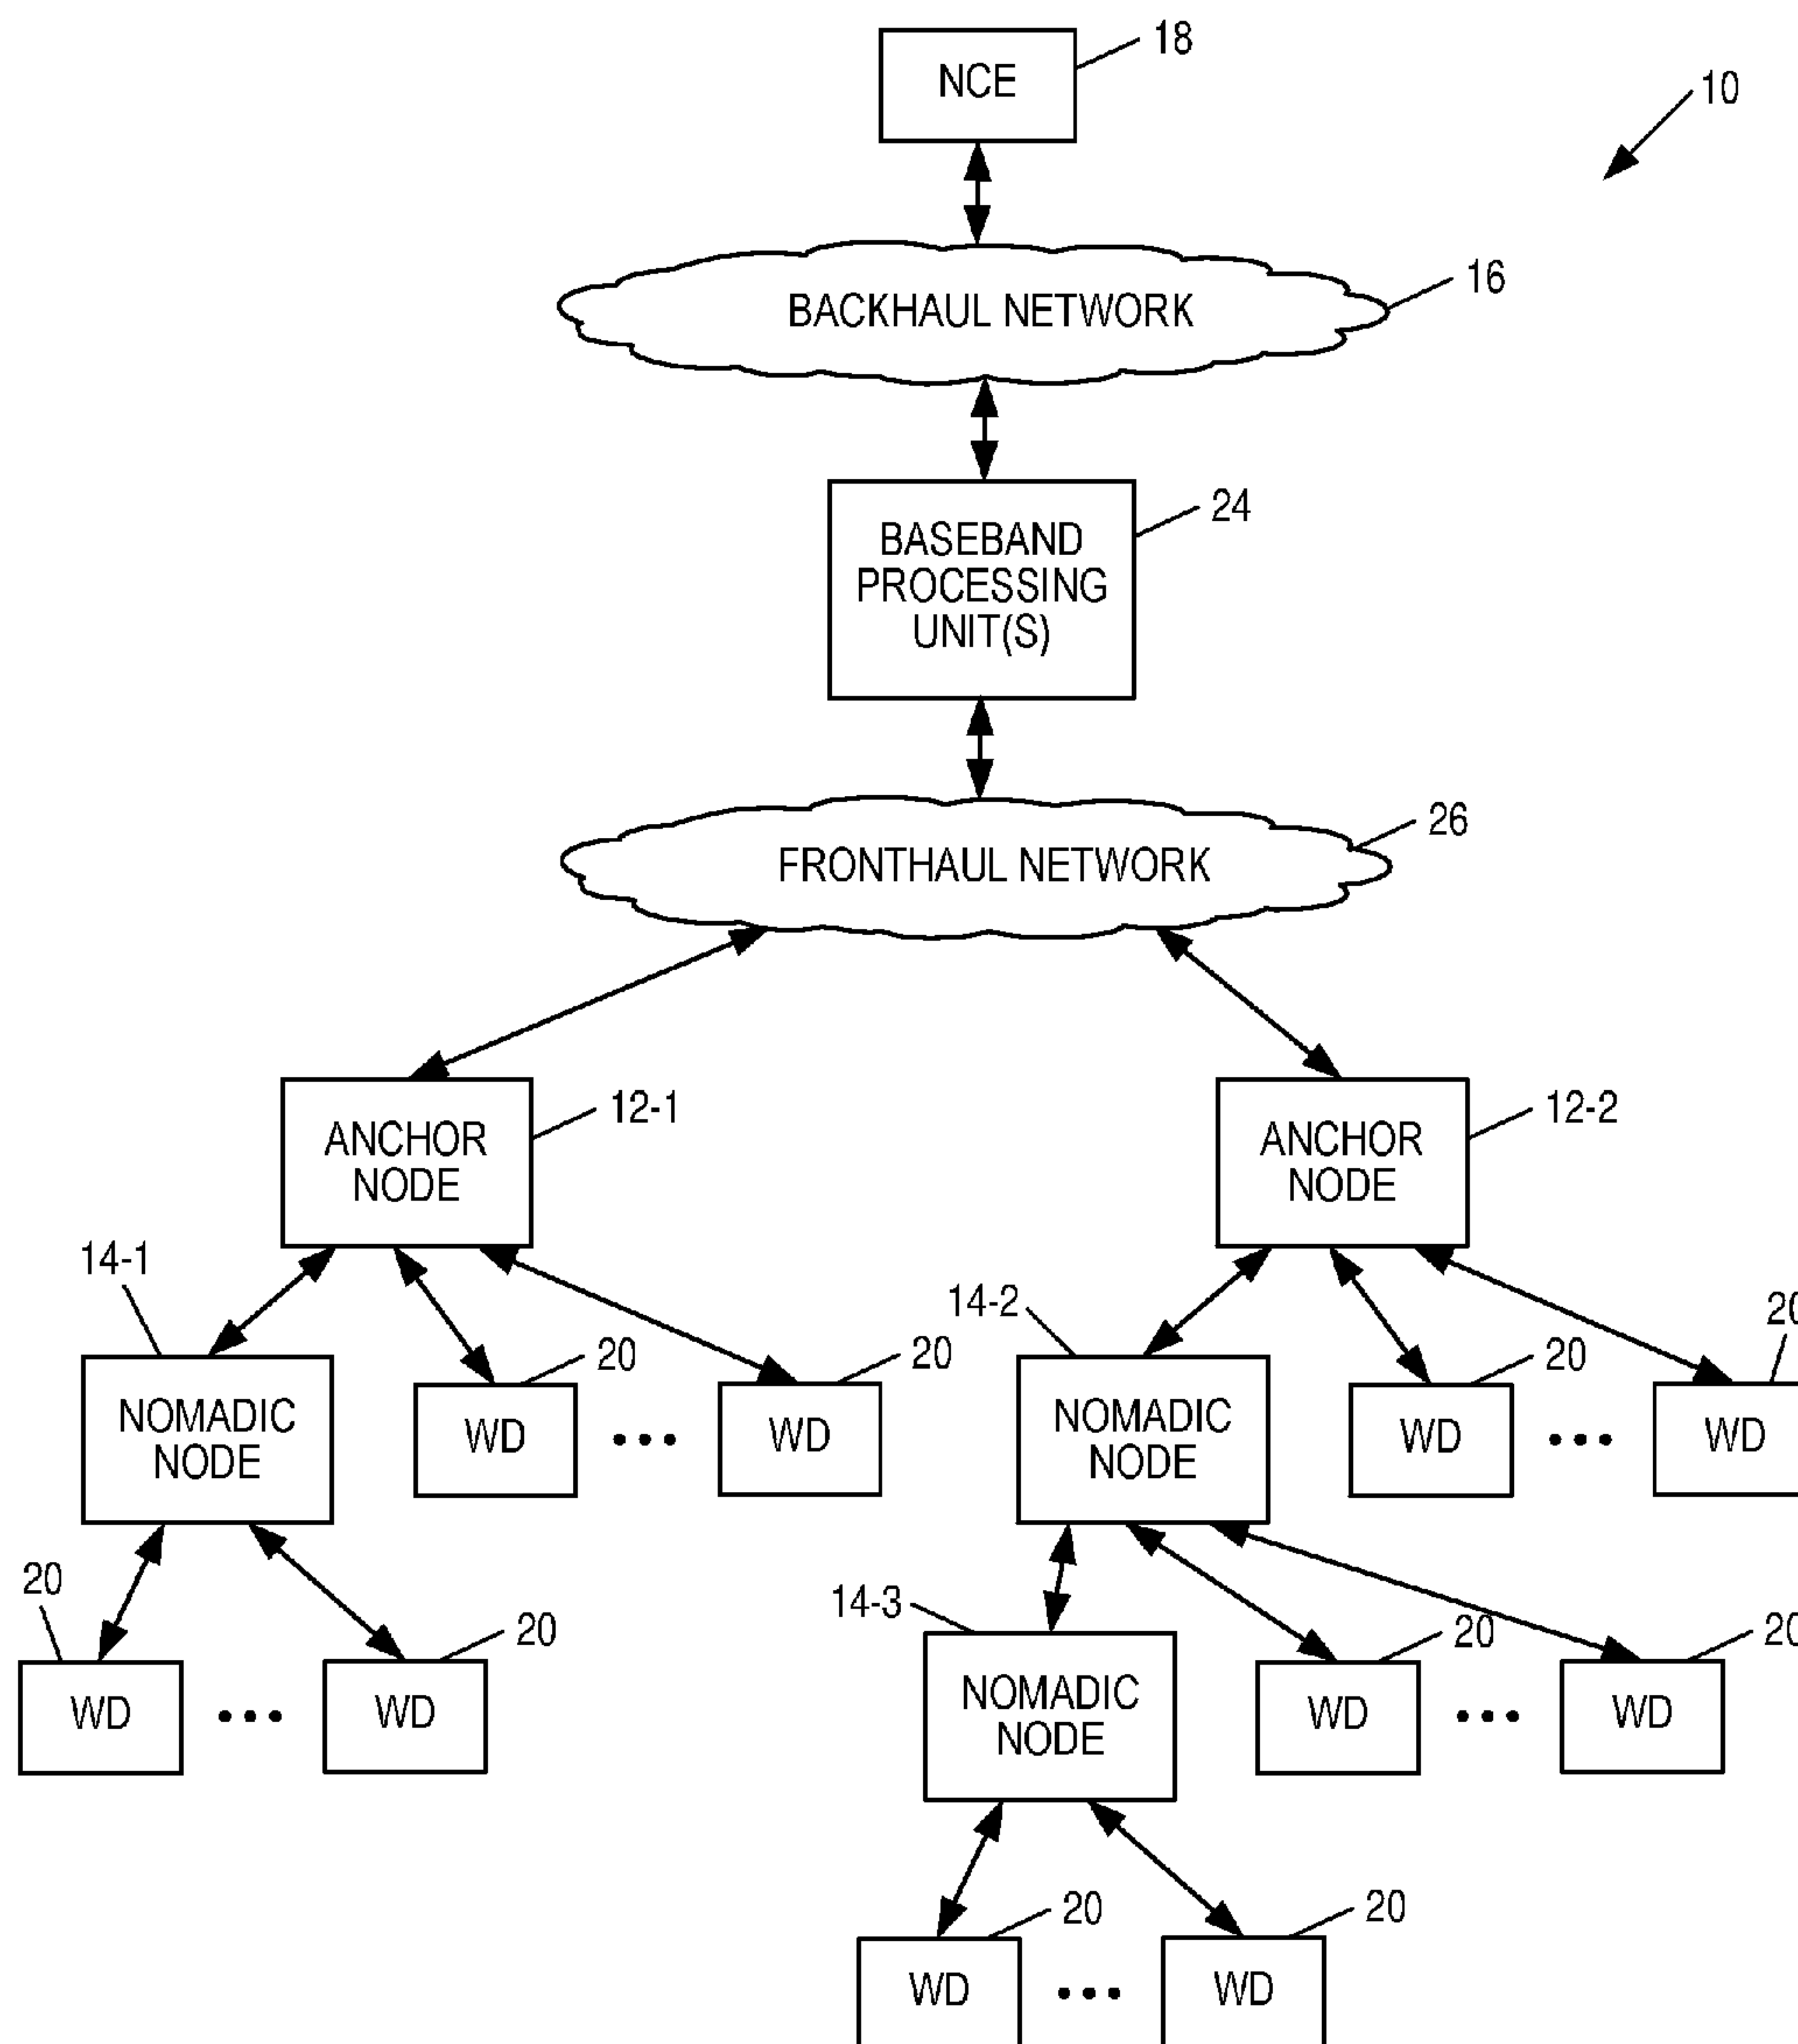 18
NCE
10
16
BACKHAUL NETWORK
24
BASEBAND
PROCESSING
UNIT(S)
26
FRONTHAUL NETWORK
12-1
12-2
ANCHOR
NODE
ANCHOR
NODE
14-1
14-2
20
20
20
20
NOMADIC
NODE
WD
WD
NOMADIC
NODE
WD
WD
20
20
14-3
20
20
WD
WD
NOMADIC
NODE
WD
WD
20
20
WD
WD